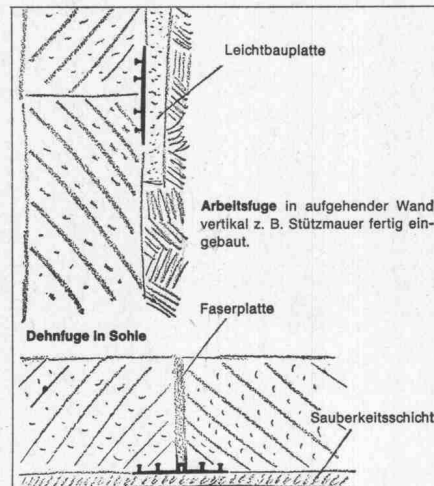 Leichtbauplatte
Arbeitsfuge in aufgehender Wand
vertikal z. B. Stützmauer fertig ein-
gebaut.
Faserplatte
Dehnfuge in Sohle
Sauberkeitsschicht